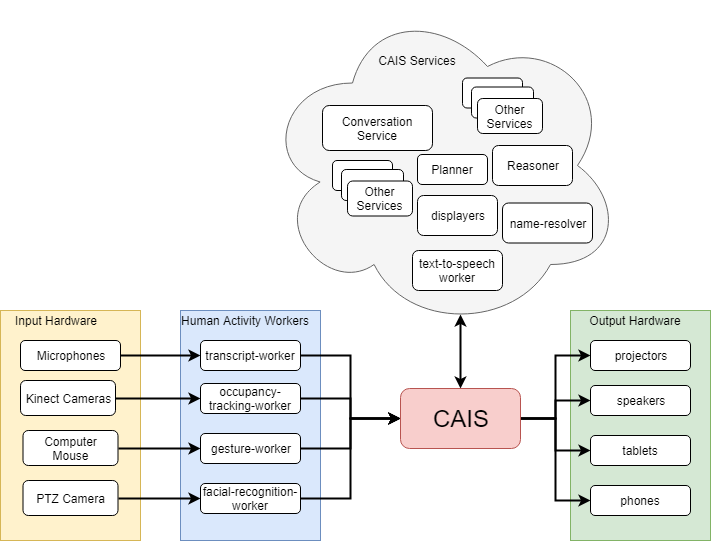 CAIS Services
Other
Services
Conversation
Service
Planner
Reasoner
Other
Services
displayers
name-resolver
text-to-speech
worker
Input Hardware
Microphones
Kinect Cameras
Computer
Mouse
PTZ Camera
Human Activity Workers
transcript-worker
occupancy-
tracking-worker
gesture-worker
facial-recognition-
worker
CAIS
Output Hardware
projectors
speakers
tablets
phones